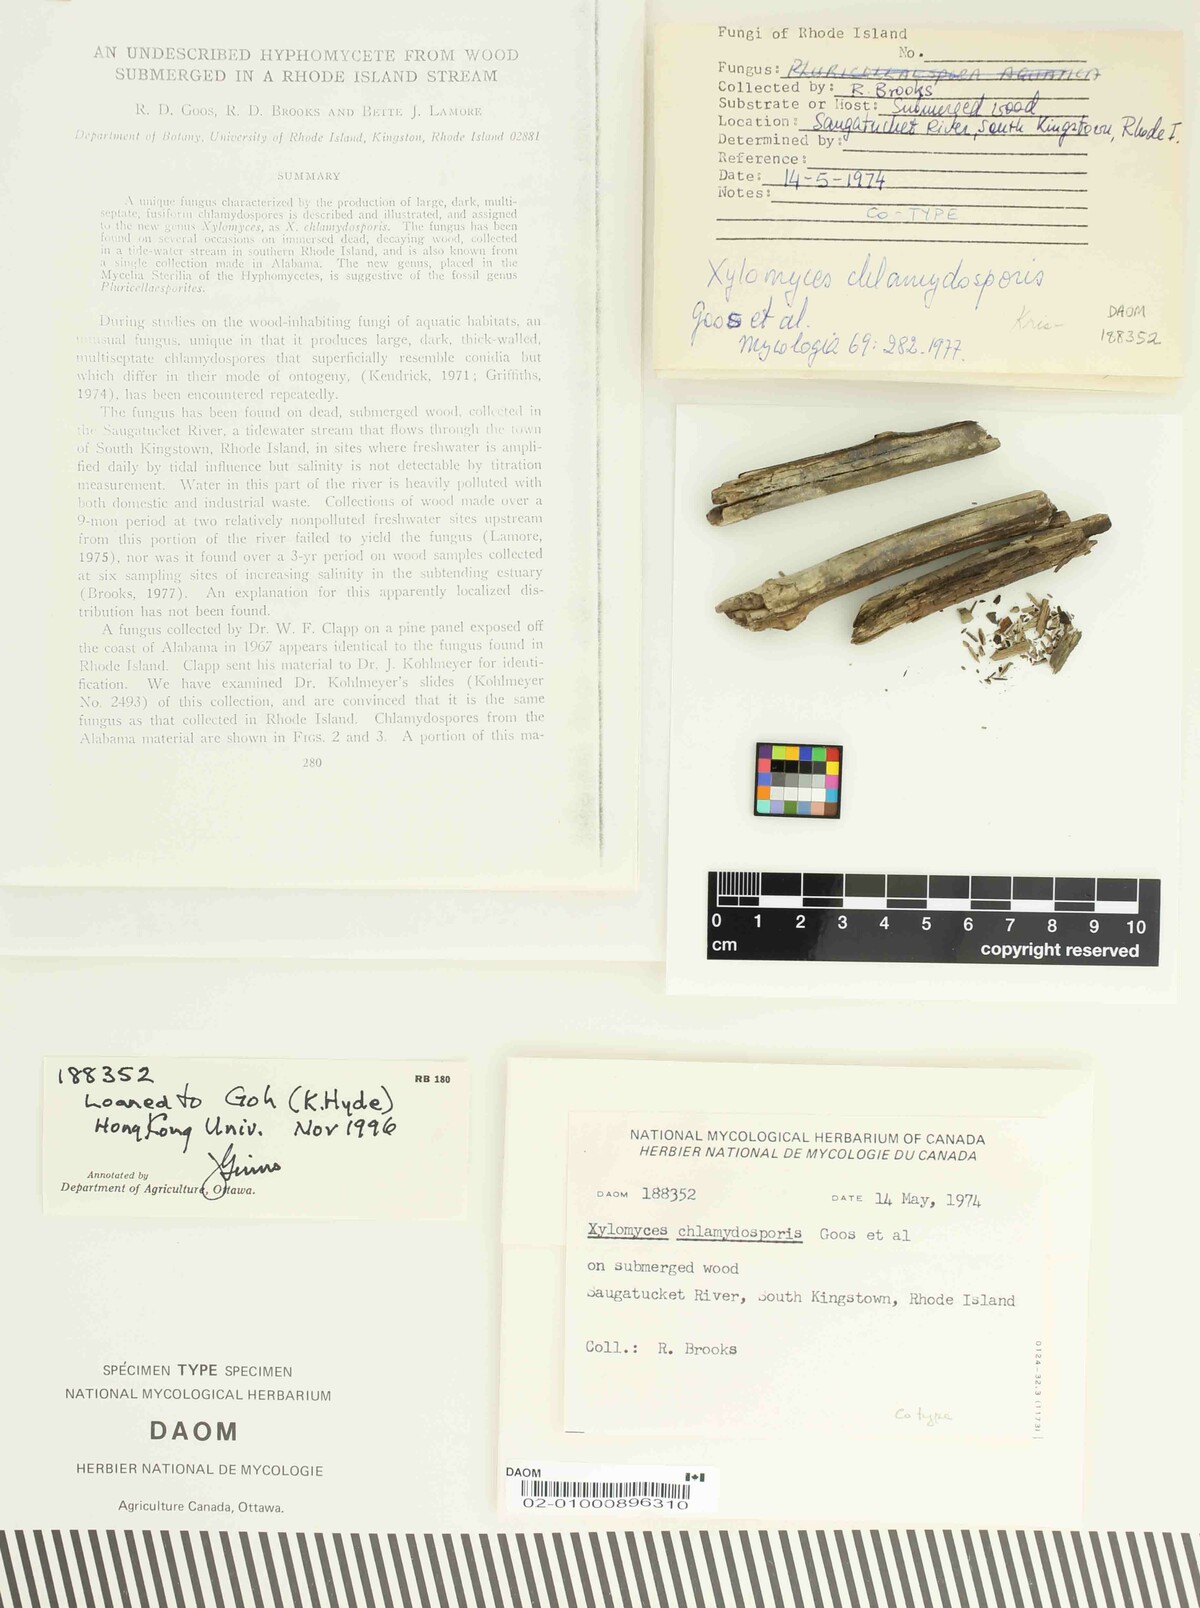 AN UNDESCRIBED HYPHOMYCETE FROM WOOD
SUBMERGED IN A RHODE ISLAND STREAM
R. D. Goos, R. D. Brooks and Bette J. Lamore
Department of Botany, University of Rhode Island, Kingston, Rhode Island 02881
SUMMARY
A unique fungus characterized by the production of large, dark, multi-
septate, fusiform chlamydospores is described and illustrated, and assigned
to the new genus Xylomyces, as X. chlamydosporis. The fungus has been
found on several occasions on immersed dead, decaying wood, collected
in a tide-water stream in southern Rhode Island, and is also known from
a single collection made in Alabama. The new genus, placed in the
Mycelia Sterilia of the Hyphomycetes, is suggestive of the fossil genus
Pluricellaesporites.
During studies on the wood-inhabiting fungi of aquatic habitats, an
unusual fungus, unique in that it produces large, dark, thick-walled,
multiseptate chlamydospores that superficially resemble conidia but
which differ in their mode of ontogeny, (Kendrick, 1971; Griffiths,
1974), has been encountered repeatedly.
The fungus has been found on dead, submerged wood, collected in
the Saugatucket River, a tidewater stream that flows through the town
of South Kingstown, Rhode Island, in sites where freshwater is ampli-
fied daily by tidal influence but salinity is not detectable by titration
measurement. Water in this part of the river is heavily polluted with
both domestic and industrial waste. Collections of wood made over a
9-mon period at two relatively nonpolluted freshwater sites upstream
from this portion of the river failed to yield the fungus (Lamore,
1975), nor was it found over a 3-yr period on wood samples collected
at six sampling sites of increasing salinity in the subtending estuary
(Brooks, 1977). An explanation for this apparently localized dis-
tribution has not been found.
A fungus collected by Dr. W. F. Clapp on a pine panel exposed off
the coast of Alabama in 1967 appears identical to the fungus found in
Rhode Island. Clapp sent his material to Dr. J. Kohlmeyer for identi-
fication. We have examined Dr. Kohlmeyer's slides (Kohlmeyer
No. 2493) of this collection, and are convinced that it is the same
fungus as that collected in Rhode Island. Chlamydospores from the
Alabama material are shown in Figs. 2 and 3. A portion of this ma-
280
Fungi of Rhode Island
No.
Fungus: PLURICELLAESPORA AQUATICA
Collected by: R. Brooks
Substrate or Host: Submerged wood
Location: Saugatucket River, South Kingstown, Rhode I.
Determined by:
Reference:
Date: 14-5-1974
Notes:
CO-TYPE
Xylomyces chlamydosporis
Goos et al.
Mycologia 69: 282. 1977.
DAOM
188352
0 1 2 3 4 5 6 7 8 9 10
cm
copyright reserved
188352
RB 180
Loaned to Goh (K. Hyde)
Hong Kong Univ. Nov 1996
Annotated by
Department of Agriculture, Ottawa.
SPÉCIMEN TYPE SPECIMEN
NATIONAL MYCOLOGICAL HERBARIUM
DAOM
HERBIER NATIONAL DE MYCOLOGIE
Agriculture Canada, Ottawa.
NATIONAL MYCOLOGICAL HERBARIUM OF CANADA
HERBIER NATIONAL DE MYCOLOGIE DU CANADA
DAOM 188352
DATE 14 May, 1974
Xylomyces chlamydosporis Goos et al
on submerged wood
Saugatucket River, South Kingstown, Rhode Island
Coll.: R. Brooks
Co type
0124-32.3 (11/73)
DAOM
02-01000896310